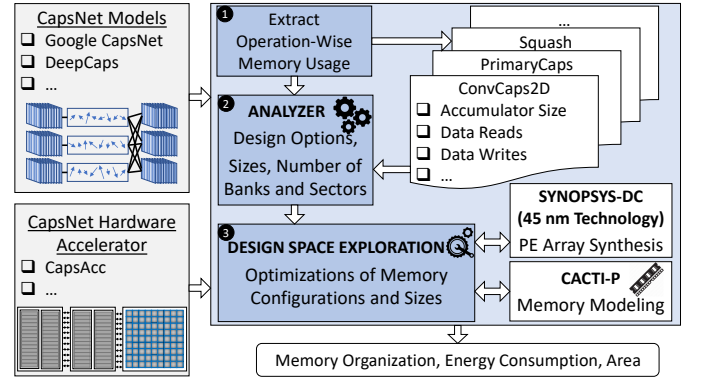 CapsNet Models
❑ Google CapsNet
❑ DeepCaps
❑ ...
CapsNet Hardware
Accelerator
❑ CapsAcc
❑ ...
1
Extract
Operation-Wise
Memory Usage
2
ANALYZER
Design Options,
Sizes, Number of
Banks and Sectors
3
DESIGN SPACE EXPLORATION
Optimizations of Memory
Configurations and Sizes
...
Squash
PrimaryCaps
ConvCaps2D
❑ Accumulator Size
❑ Data Reads
❑ Data Writes
❑ ...
SYNOPSYS-DC
(45 nm Technology)
PE Array Synthesis
CACTI-P
Memory Modeling
Memory Organization, Energy Consumption, Area